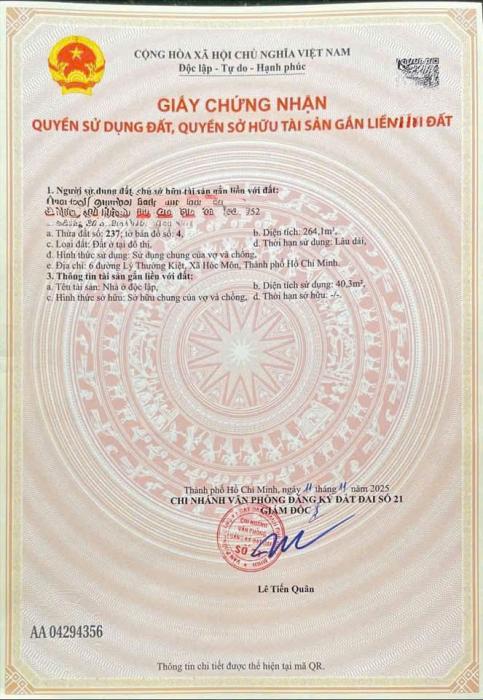 CỘNG HÒA XÃ HỘI CHỦ NGHĨA VIỆT NAM
Độc lập - Tự do - Hạnh phúc
GIẤY CHỨNG NHẬN
QUYỀN SỬ DỤNG ĐẤT, QUYỀN SỞ HỮU TÀI SẢN GẮN LIỀN ĐẤT
1. Người sử dụng đất, chủ sở hữu tài sản gắn liền với đất:
a. Thửa đất số: 237; tờ bản đồ số: 4, b. Diện tích: 264,1m²,
c. Loại đất: Đất ở tại đô thị, d. Thời hạn sử dụng: Lâu dài,
đ. Hình thức sử dụng: Sử dụng chung của vợ và chồng,
e. Địa chỉ: 6 đường Lý Thường Kiệt, Xã Hóc Môn, Thành phố Hồ Chí Minh.
3. Thông tin tài sản gắn liền với đất:
a. Tên tài sản: Nhà ở độc lập, b. Diện tích sử dụng: 40,3m²,
c. Hình thức sở hữu: Sở hữu chung của vợ và chồng, d. Thời hạn sở hữu: -/-.
Thành phố Hồ Chí Minh, ngày 11 tháng 11 năm 2025
CHI NHÁNH VĂN PHÒNG ĐĂNG KÝ ĐẤT ĐAI SỐ 21
GIÁM ĐỐC
CHI NHÁNH
VĂN PHÒNG
SỐ
Lê Tiến Quân
AA 04294356
Thông tin chi tiết được thể hiện tại mã QR.